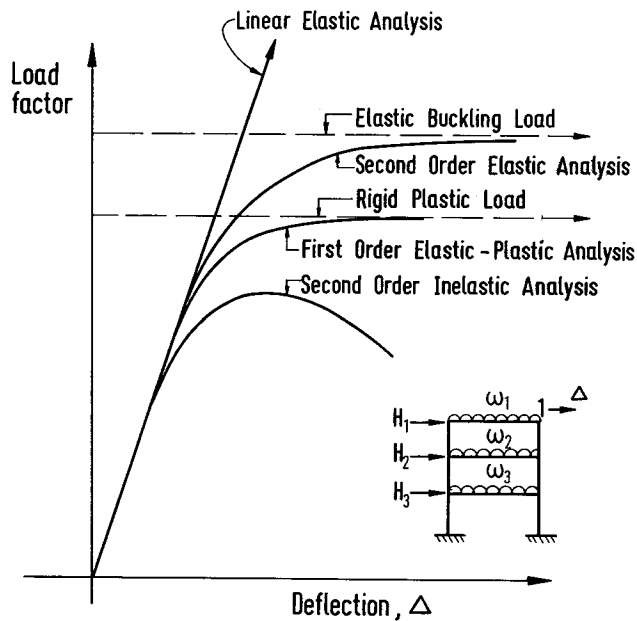 Linear Elastic Analysis
Load
factor
Elastic Buckling Load
Second Order Elastic Analysis
Rigid Plastic Load
First Order Elastic-Plastic Analysis
Second Order Inelastic Analysis
ω1
1 Δ
H1
ω2
H2
ω3
H3
Deflection, Δ